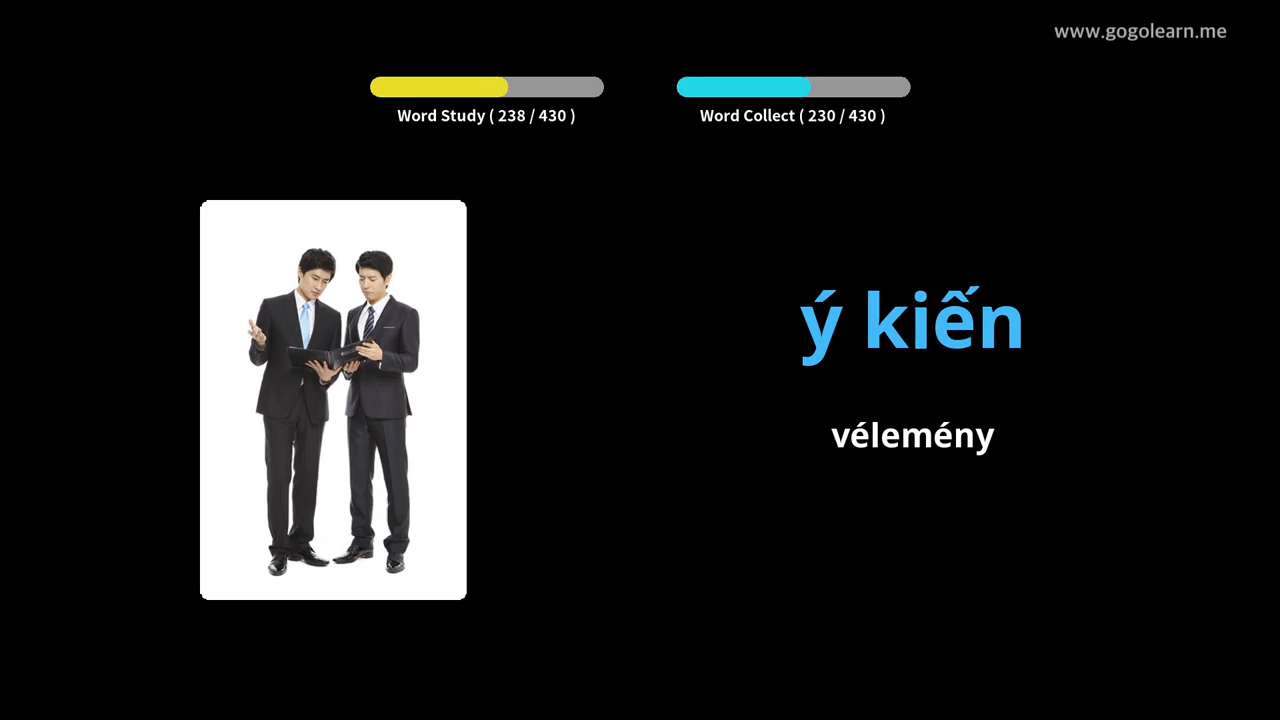 www.gogolearn.me
Word Study ( 238 / 430 )
Word Collect ( 230 / 430 )
ý kiến
vélemény